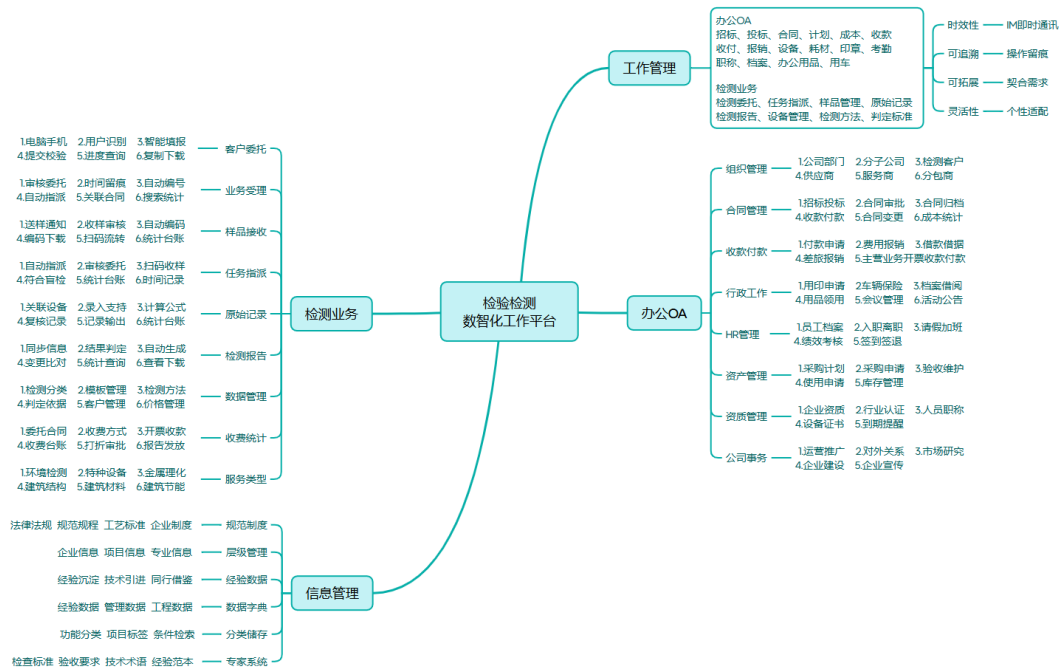 检验检测
数智化工作平台
工作管理
办公OA
招标、投标、合同、计划、成本、收款
收付、报销、设备、耗材、印章、考勤
职称、档案、办公用品、用车
检测业务
检测委托、任务指派、样品管理、原始记录
检测报告、设备管理、检测方法、判定标准
时效性 IM即时通讯
可追溯 操作留痕
可拓展 契合需求
灵活性 个性适配
办公OA
组织管理
1.公司部门 2.分子公司 3.检测客户
4.供应商 5.服务商 6.分包商
合同管理
1.招标投标 2.合同审批 3.合同归档
4.收款付款 5.合同变更 6.成本统计
收款付款
1.付款申请 2.费用报销 3.借款借据
4.差旅报销 5.主营业务开票收款付款
行政工作
1.用印申请 2.车辆保险 3.档案借阅
4.用品领用 5.会议管理 6.活动公告
HR管理
1.员工档案 2.入职离职 3.请假加班
4.绩效考核 5.签到签退
资产管理
1.采购计划 2.采购申请 3.验收维护
4.使用申请 5.库存管理
资质管理
1.企业资质 2.行业认证 3.人员职称
4.设备证书 5.到期提醒
公司事务
1.运营推广 2.对外关系 3.市场研究
4.企业建设 5.企业宣传
检测业务
客户委托
1.电脑手机 2.用户识别 3.智能填报
4.提交校验 5.进度查询 6.复制下载
业务受理
1.审核委托 2.时间留痕 3.自动编号
4.自动指派 5.关联合同 6.搜索统计
样品接收
1.送样通知 2.收样审核 3.自动编码
4.编码下载 5.扫码流转 6.统计台账
任务指派
1.自动指派 2.审核委托 3.扫码收样
4.符合盲检 5.统计台账 6.时间记录
原始记录
1.关联设备 2.录入支持 3.计算公式
4.复核记录 5.记录输出 6.统计台账
检测报告
1.同步信息 2.结果判定 3.自动生成
4.变更比对 5.统计查询 6.查看下载
数据管理
1.检测分类 2.模板管理 3.检测方法
4.判定依据 5.客户管理 6.价格管理
收费统计
1.委托合同 2.收费方式 3.开票收款
4.收费台账 5.打折审批 6.报告发放
服务类型
1.环境检测 2.特种设备 3.金属理化
4.建筑结构 5.建筑材料 6.建筑节能
信息管理
法律法规 规范规程 工艺标准 企业制度 规范制度
企业信息 项目信息 专业信息 层级管理
经验沉淀 技术引进 同行借鉴 经验数据
经验数据 管理数据 工程数据 数据字典
功能分类 项目标签 条件检索 分类储存
检查标准 验收要求 技术术语 经验范本 专家系统